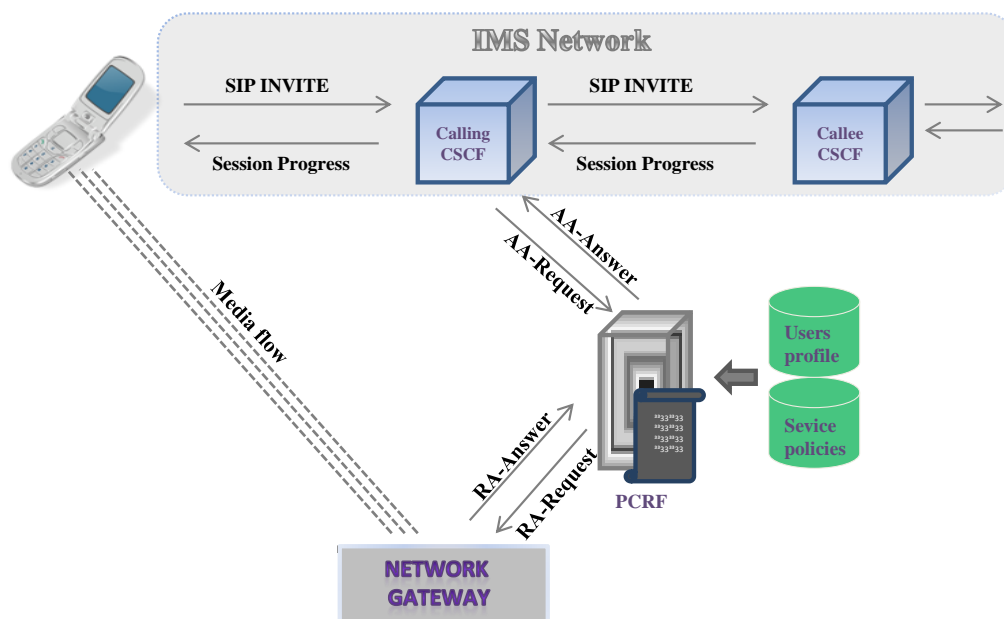 IMS Network
SIP INVITE
SIP INVITE
Calling
CSCF
Callee
CSCF
Session Progress
Session Progress
AA-Answer
AA-Request
Media flow
Users
profile
Sevice
policies
RA-Answer
RA-Request
PCRF
NETWORK
GATEWAY